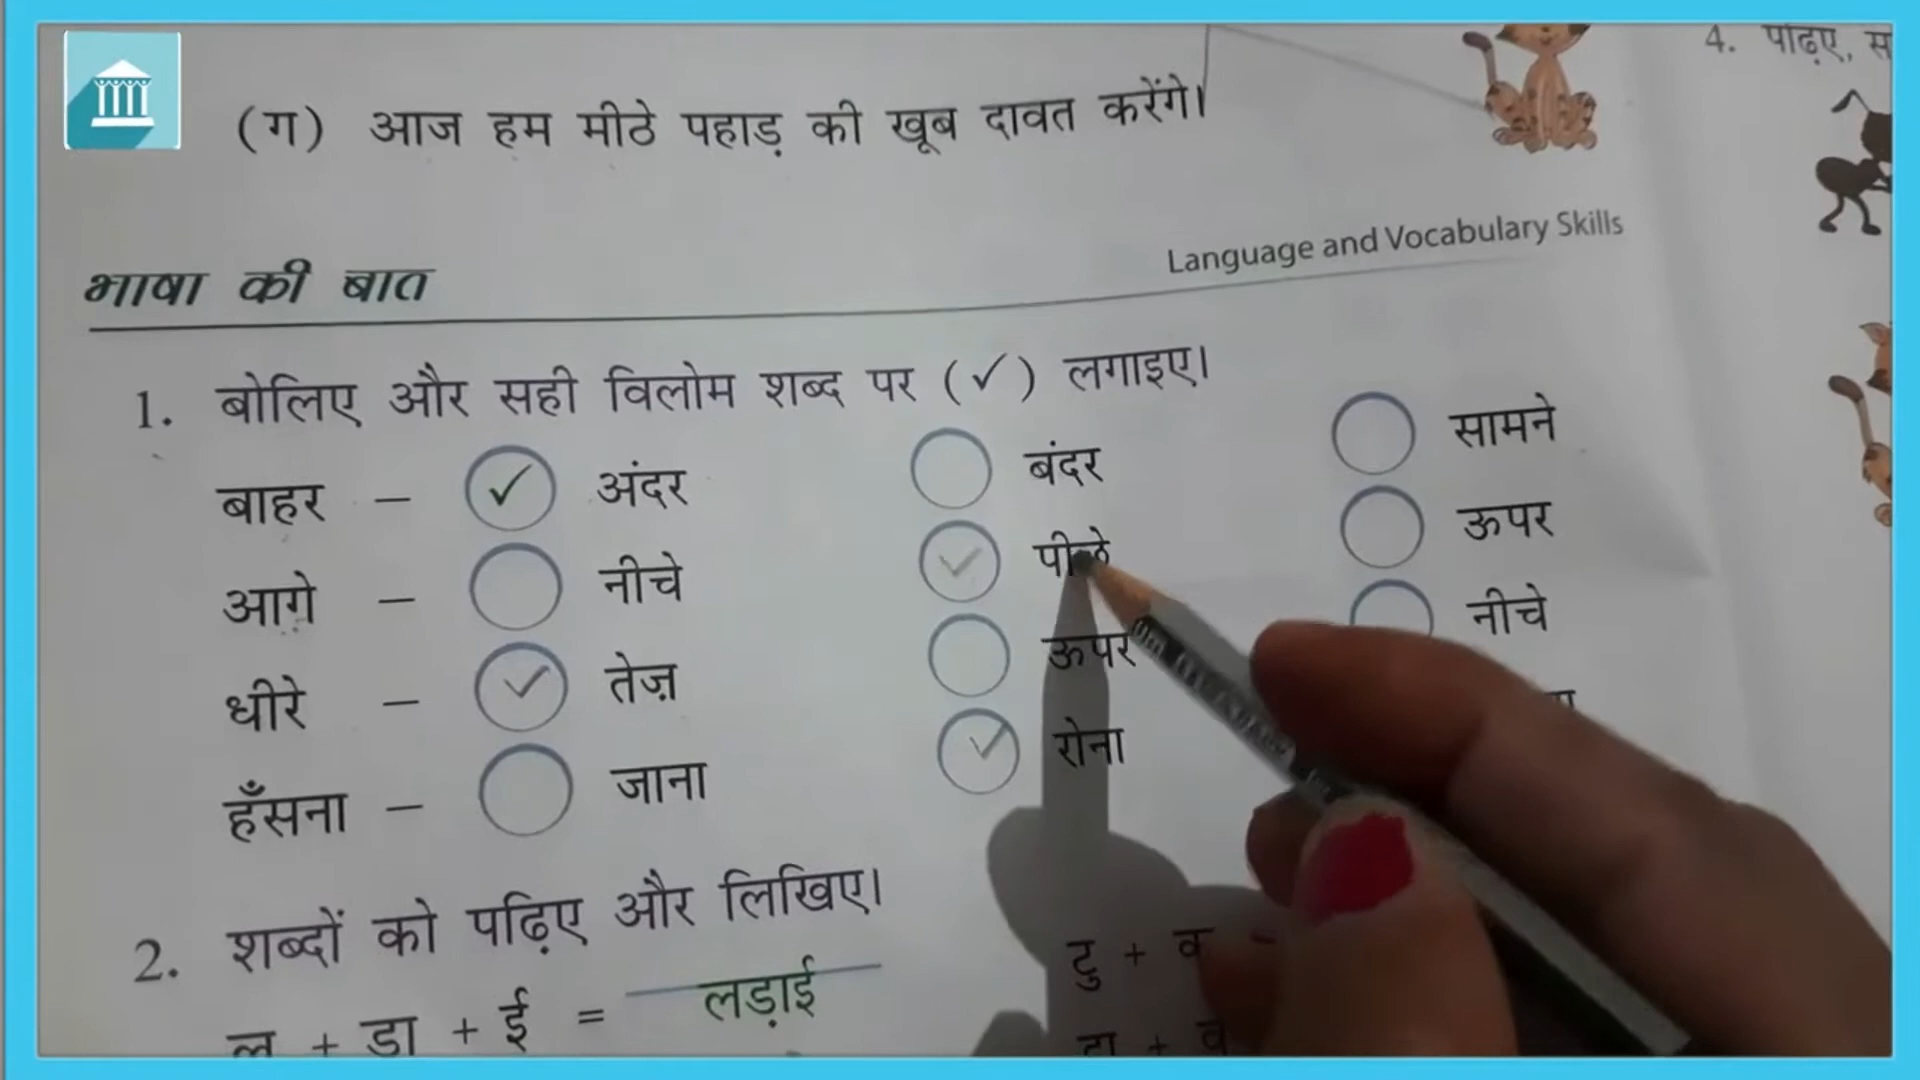 4. पढ़िए, स
(ग) आज हम मीठे पहाड़ की खूब दावत करेंगे।
Language and Vocabulary Skills
भाषा की बात
1. बोलिए और सही विलोम शब्द पर (✓) लगाइए।
बाहर – ✓ अंदर बंदर सामने
आगे – नीचे ✓ पीछे ऊपर
धीरे – ✓ तेज़ ऊपर नीचे
हँसना – जाना ✓ रोना
2. शब्दों को पढ़िए और लिखिए।
ल + डा + ई = लड़ाई टु + क